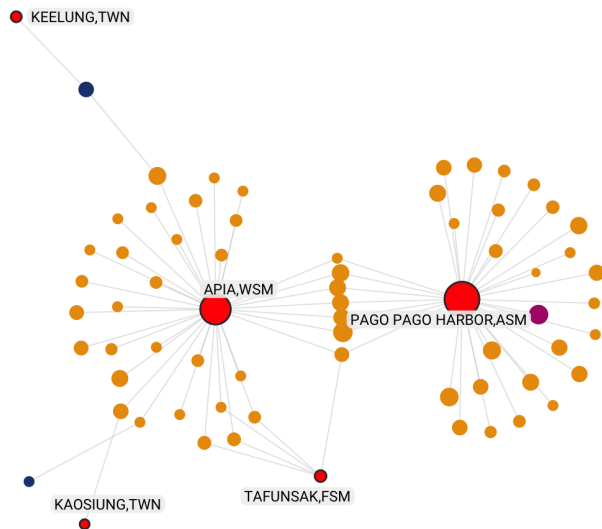 KEELUNG,TWN
APIA,WSM
PAGO PAGO HARBOR,ASM
TAFUNSAK,FSM
KAOSIUNG,TWN